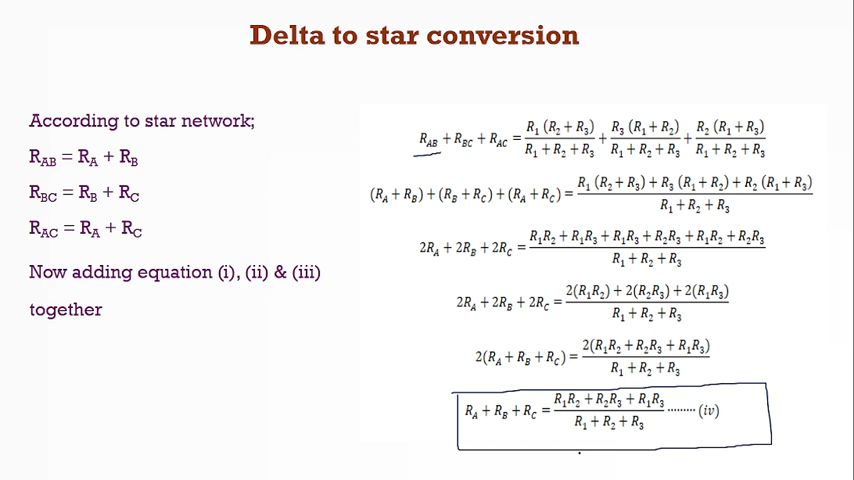 Delta to star conversion
According to star network;
R_AB = R_A + R_B
R_BC = R_B + R_C
R_AC = R_A + R_C
Now adding equation (i), (ii) & (iii)
together
R_AB + R_BC + R_AC = R₁ (R₂ + R₃) / (R₁ + R₂ + R₃) + R₃ (R₁ + R₂) / (R₁ + R₂ + R₃) + R₂ (R₁ + R₃) / (R₁ + R₂ + R₃)
(R_A + R_B) + (R_B + R_C) + (R_A + R_C) = (R₁ (R₂ + R₃) + R₃ (R₁ + R₂) + R₂ (R₁ + R₃)) / (R₁ + R₂ + R₃)
2R_A + 2R_B + 2R_C = (R₁R₂ + R₁R₃ + R₁R₃ + R₂R₃ + R₁R₂ + R₂R₃) / (R₁ + R₂ + R₃)
2R_A + 2R_B + 2R_C = (2(R₁R₂) + 2(R₂R₃) + 2(R₁R₃)) / (R₁ + R₂ + R₃)
2(R_A + R_B + R_C) = 2(R₁R₂ + R₂R₃ + R₁R₃) / (R₁ + R₂ + R₃)
R_A + R_B + R_C = (R₁R₂ + R₂R₃ + R₁R₃) / (R₁ + R₂ + R₃) ········· (iv)